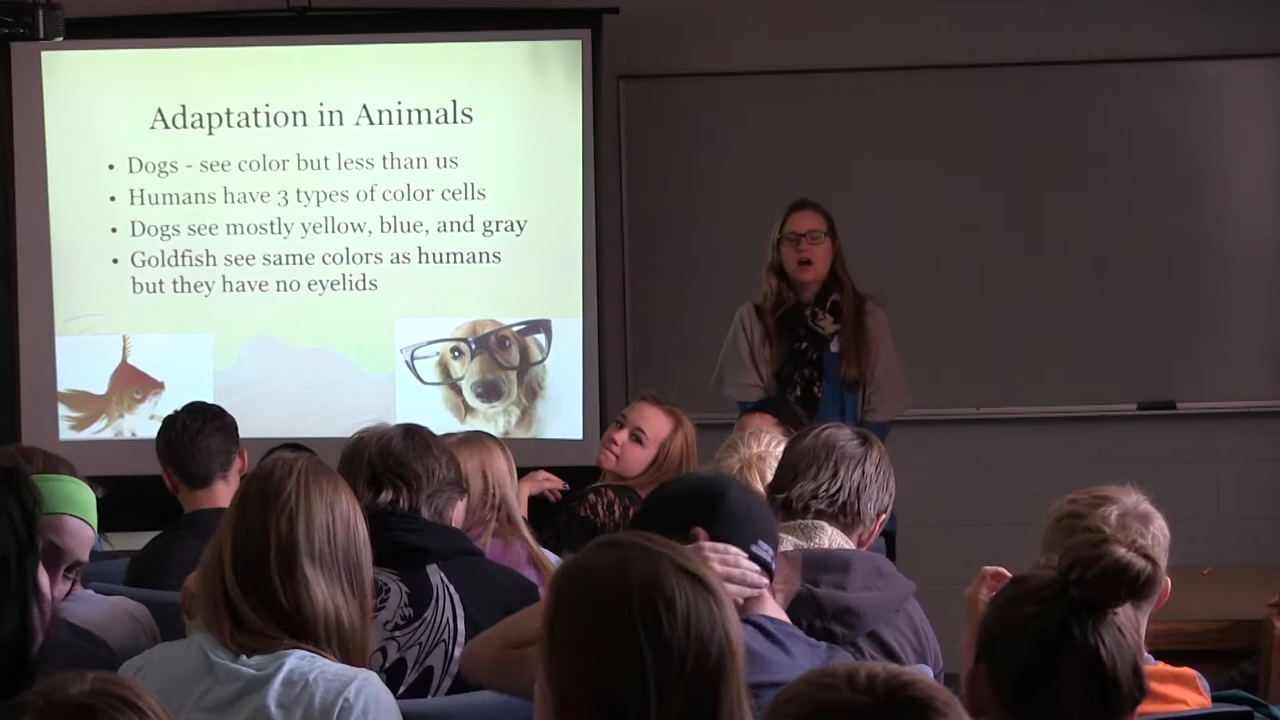 Adaptation in Animals
• Dogs - see color but less than us
• Humans have 3 types of color cells
• Dogs see mostly yellow, blue, and gray
• Goldfish see same colors as humans
but they have no eyelids